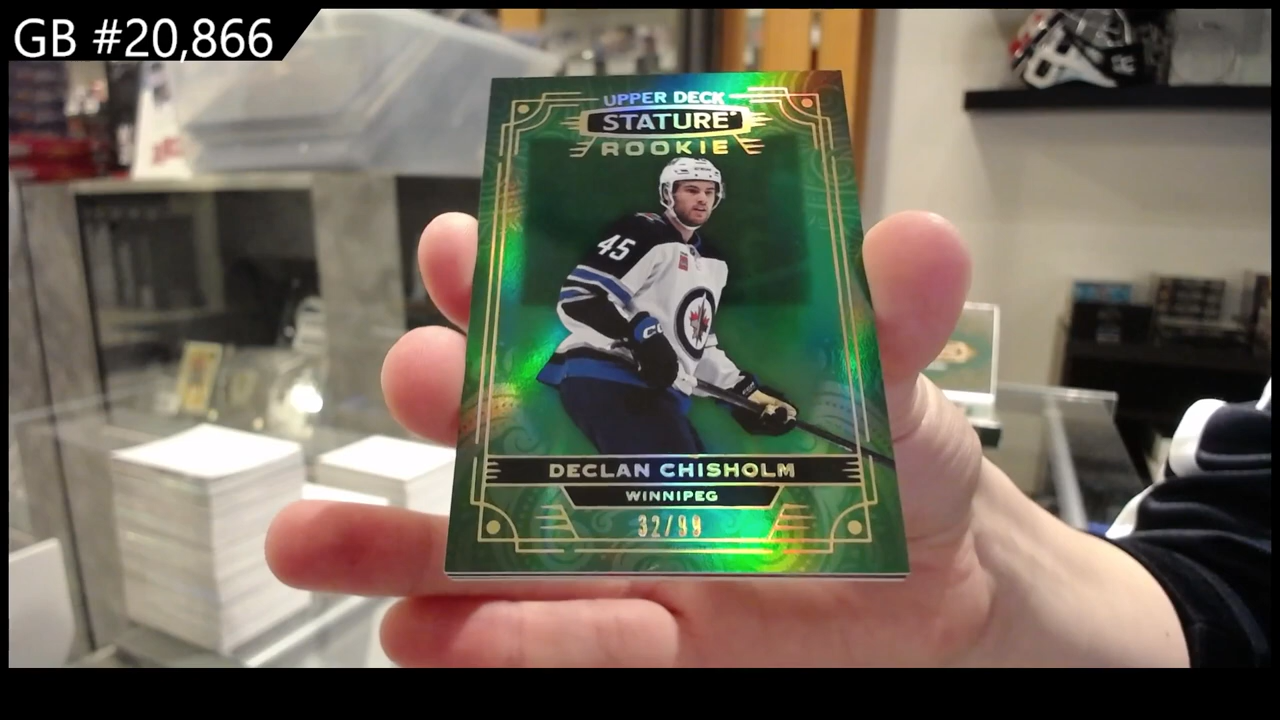 GB #20,866
UPPER DECK
STATURE
ROOKIE
45
DECLAN CHISHOLM
WINNIPEG
32/99